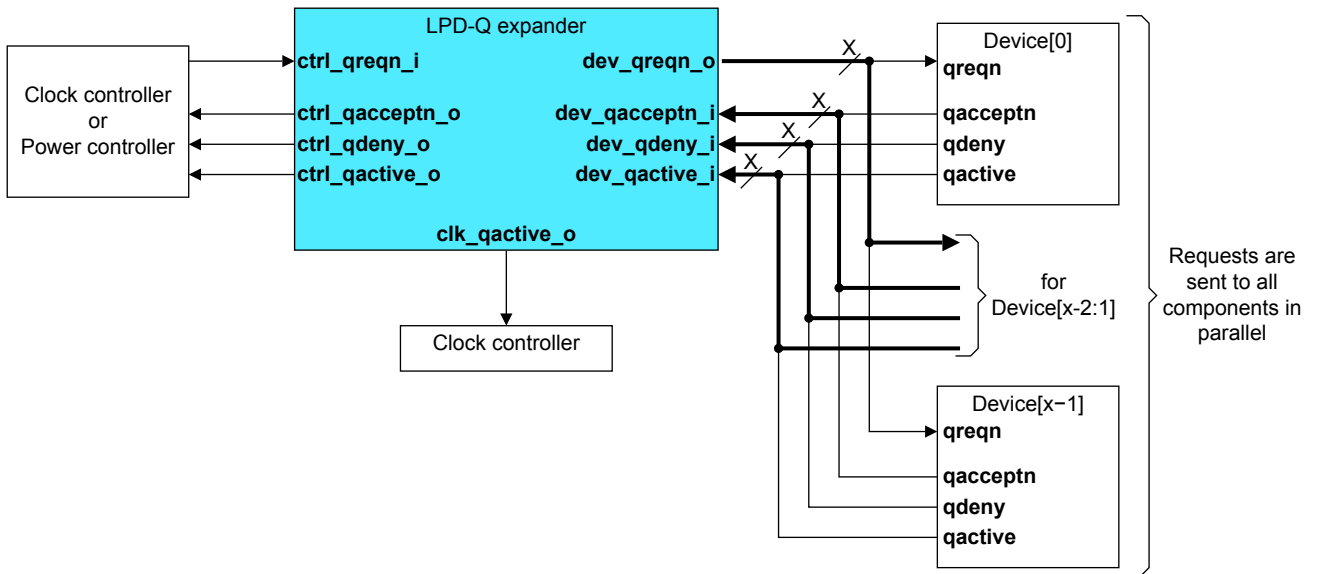 LPD-Q expander
ctrl_qreqn_i
dev_qreqn_o
ctrl_qacceptn_o
dev_qacceptn_i
ctrl_qdeny_o
dev_qdeny_i
ctrl_qactive_o
dev_qactive_i
clk_qactive_o
Clock controller
or
Power controller
Clock controller
X
X
X
X
Device[0]
qreqn
qacceptn
qdeny
qactive
for
Device[x-2:1]
Device[x−1]
qreqn
qacceptn
qdeny
qactive
Requests are
sent to all
components in
parallel